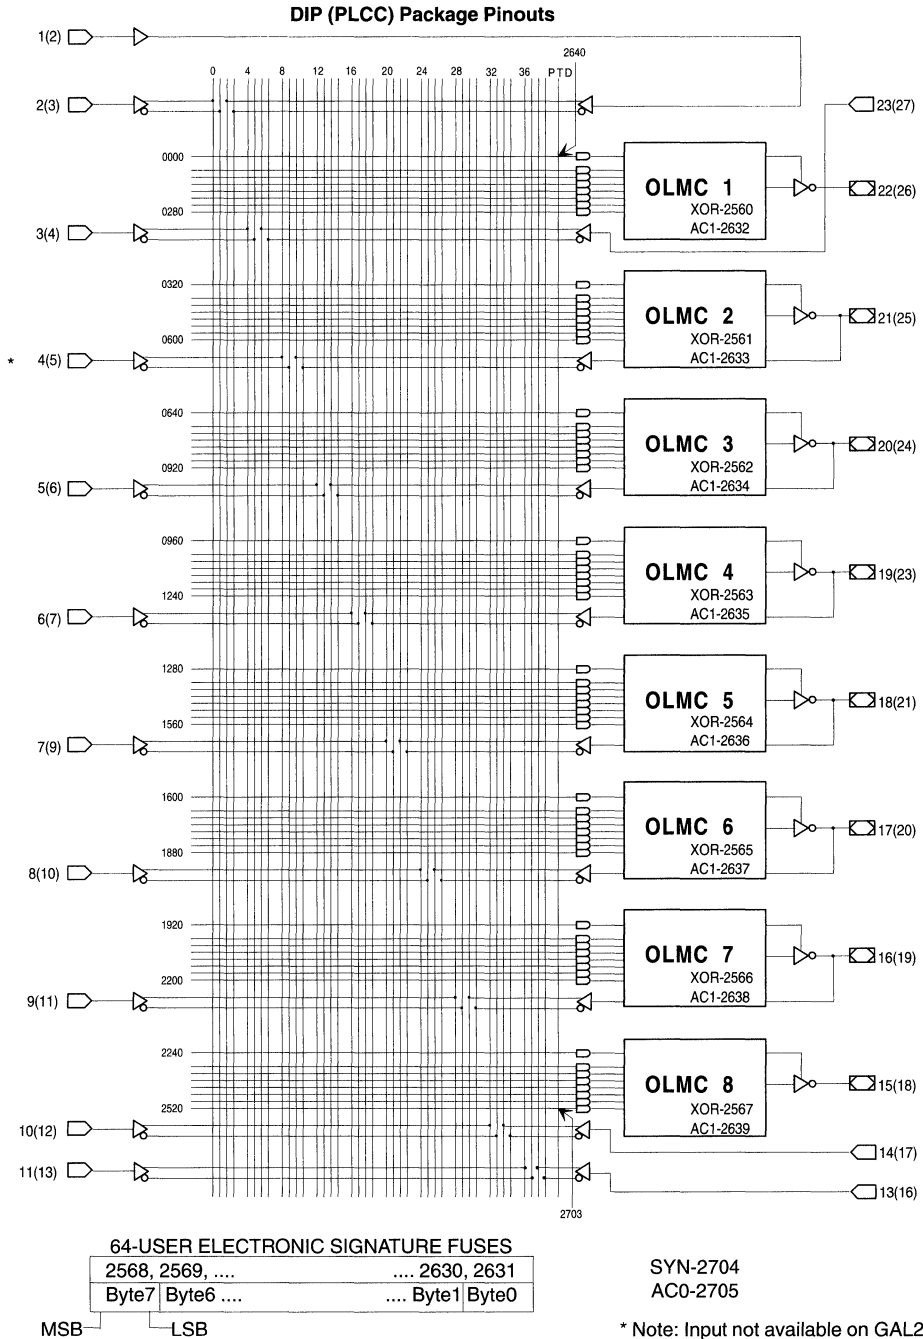 DIP (PLCC) Package Pinouts
1(2)
2640
0 4 8 12 16 20 24 28 32 36 PTD
2(3)
23(27)
0000
OLMC 1
22(26)
XOR-2560
0280
AC1-2632
3(4)
0320
OLMC 2
21(25)
XOR-2561
0600
AC1-2633
* 4(5)
0640
OLMC 3
20(24)
XOR-2562
0920
AC1-2634
5(6)
0960
OLMC 4
19(23)
XOR-2563
1240
AC1-2635
6(7)
1280
OLMC 5
18(21)
XOR-2564
1560
AC1-2636
7(9)
1600
OLMC 6
17(20)
XOR-2565
1880
AC1-2637
8(10)
1920
OLMC 7
16(19)
XOR-2566
2200
AC1-2638
9(11)
2240
OLMC 8
15(18)
XOR-2567
2520
AC1-2639
10(12)
14(17)
11(13)
13(16)
2703
64-USER ELECTRONIC SIGNATURE FUSES
2568, 2569, .... .... 2630, 2631
Byte7 Byte6 .... .... Byte1 Byte0
MSB LSB
SYN-2704
AC0-2705
* Note: Input not available on GAL2